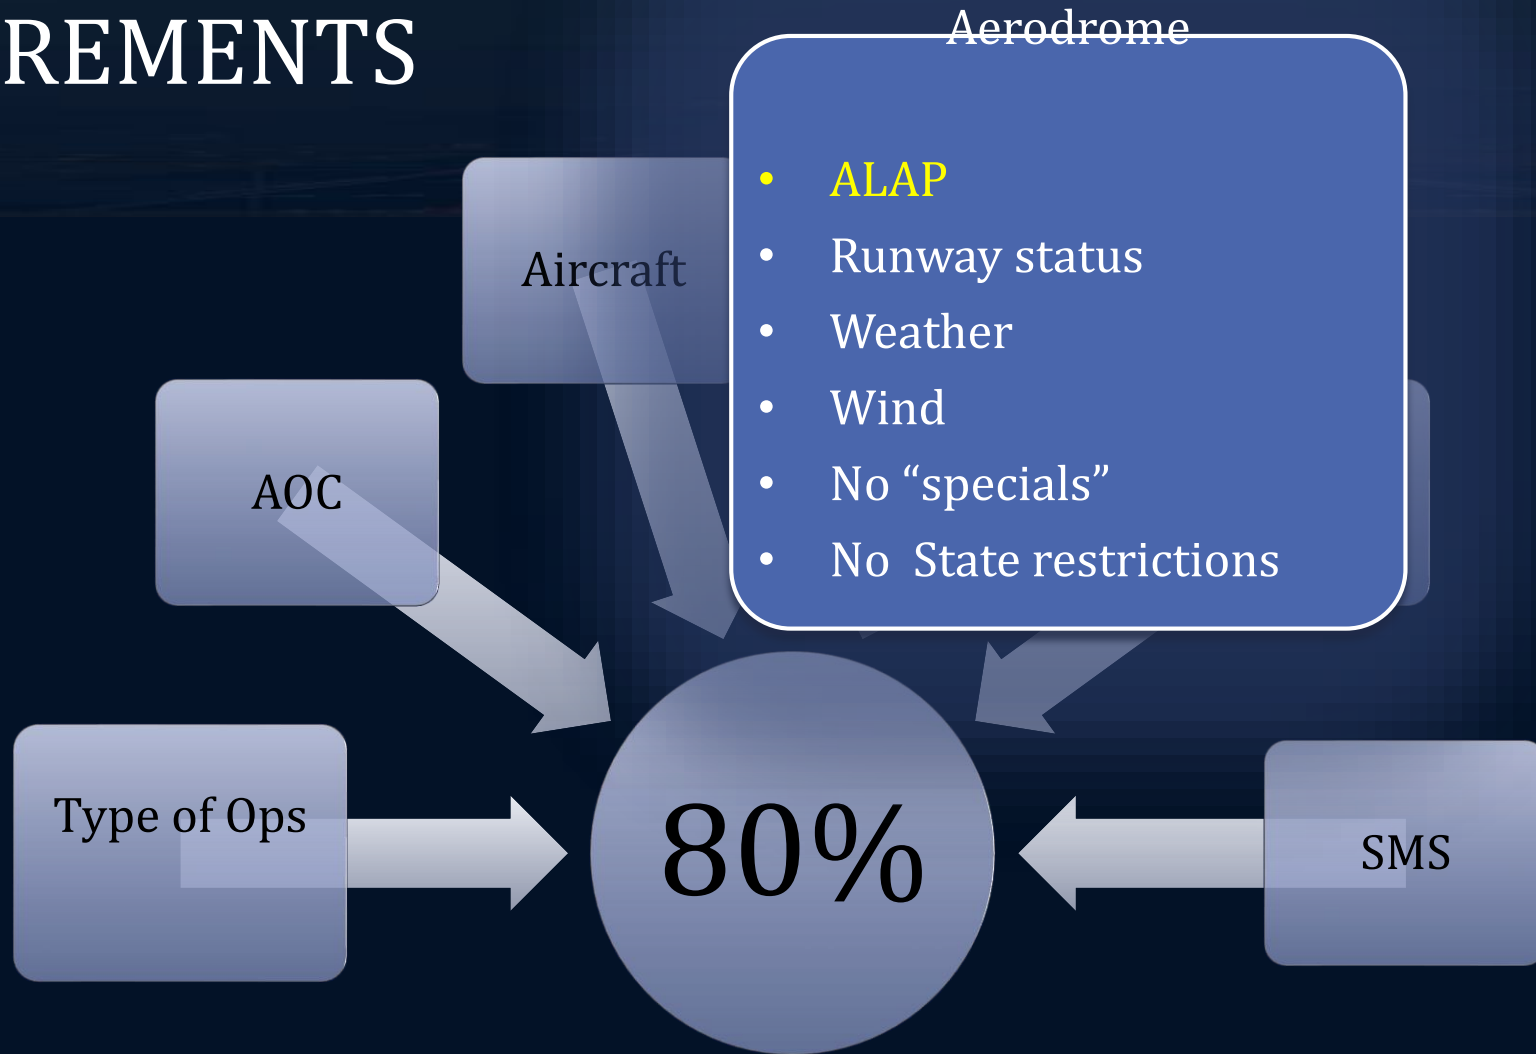 REMENTS
Aerodrome
• ALAP
• Runway status
• Weather
• Wind
• No “specials”
• No  State restrictions
Aircraft
AOC
Type of Ops
80%
SMS